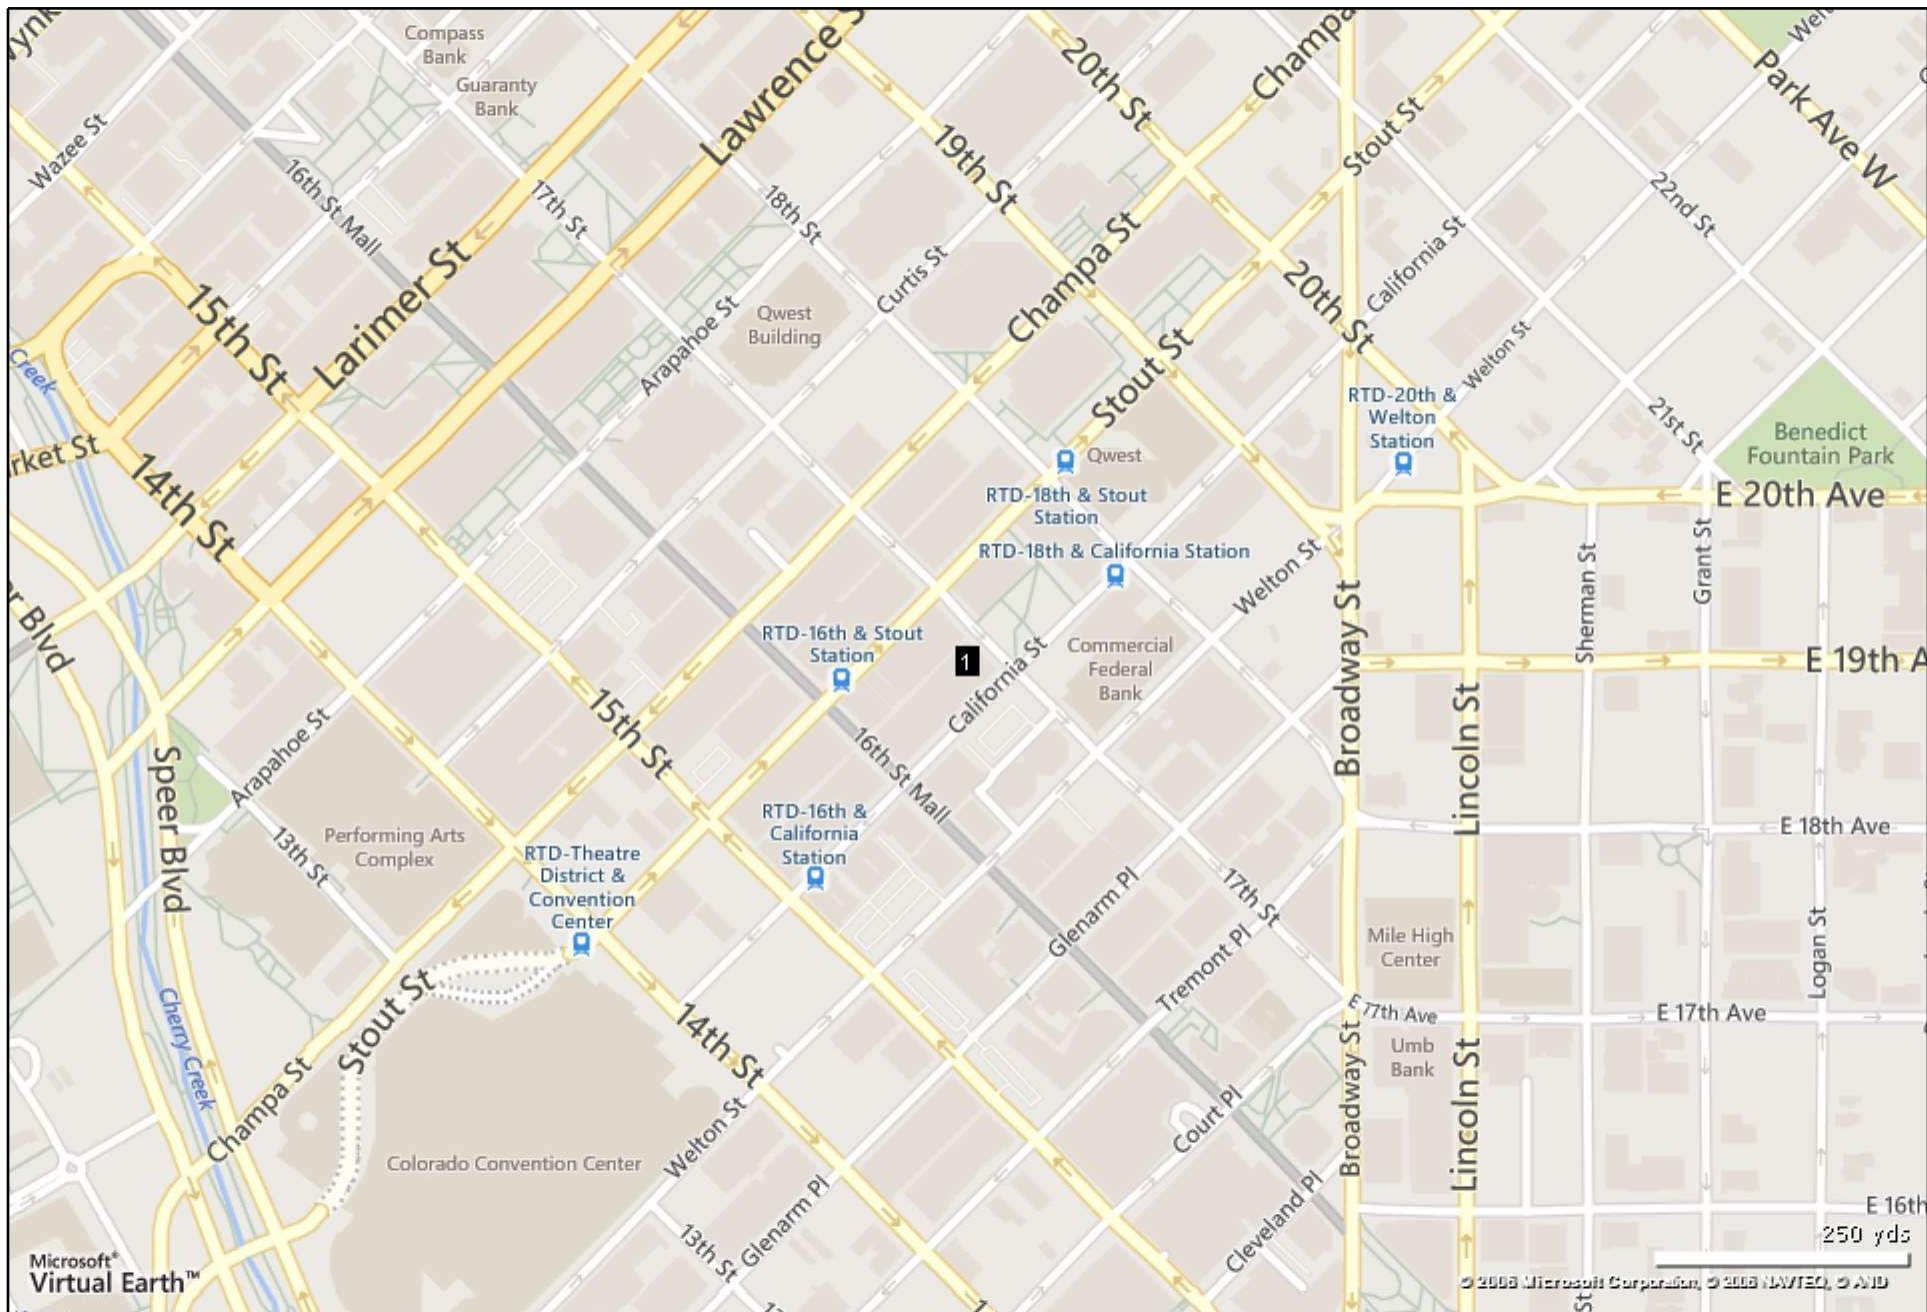 Compass
Bank
Guaranty
Bank
Lawrence
20th St
Champa
Park Ave W
Wazee St
16th St Mall
17th St
18th St
19th St
Stout St
22nd St
15th St
Larimer St
Curtis St
Champa St
California St
Qwest
Building
Arapahoe St
20th St
Creek
Stout St
Welton St
RTD-20th &
Welton
Station
21st St
Benedict
Fountain Park
14th St
Qwest
E 20th Ave
RTD-18th & Stout
Station
RTD-18th & California Station
Welton St
Broadway St
Sherman St
Grant St
RTD-16th & Stout
Station
1
California St
Commercial
Federal
Bank
E 19th A
Lincoln St
15th St
16th St Mall
Arapahoe St
Speer Blvd
13th St
Performing Arts
Complex
RTD-16th &
California
Station
E 18th Ave
RTD-Theatre
District &
Convention
Center
Glenarm Pl
17th St
Tremont Pl
Mile High
Center
Logan St
Stout St
14th St
E 17th Ave
E 17th Ave
Cherry Creek
Champa St
Broadway St
Umb
Bank
Lincoln St
Welton St
Court Pl
Colorado Convention Center
Glenarm Pl
13th St
Cleveland Pl
E 16th
250 yds
Microsoft®
Virtual Earth™
© 2006 Microsoft Corporation, © 2006 NAVTEQ, © AND